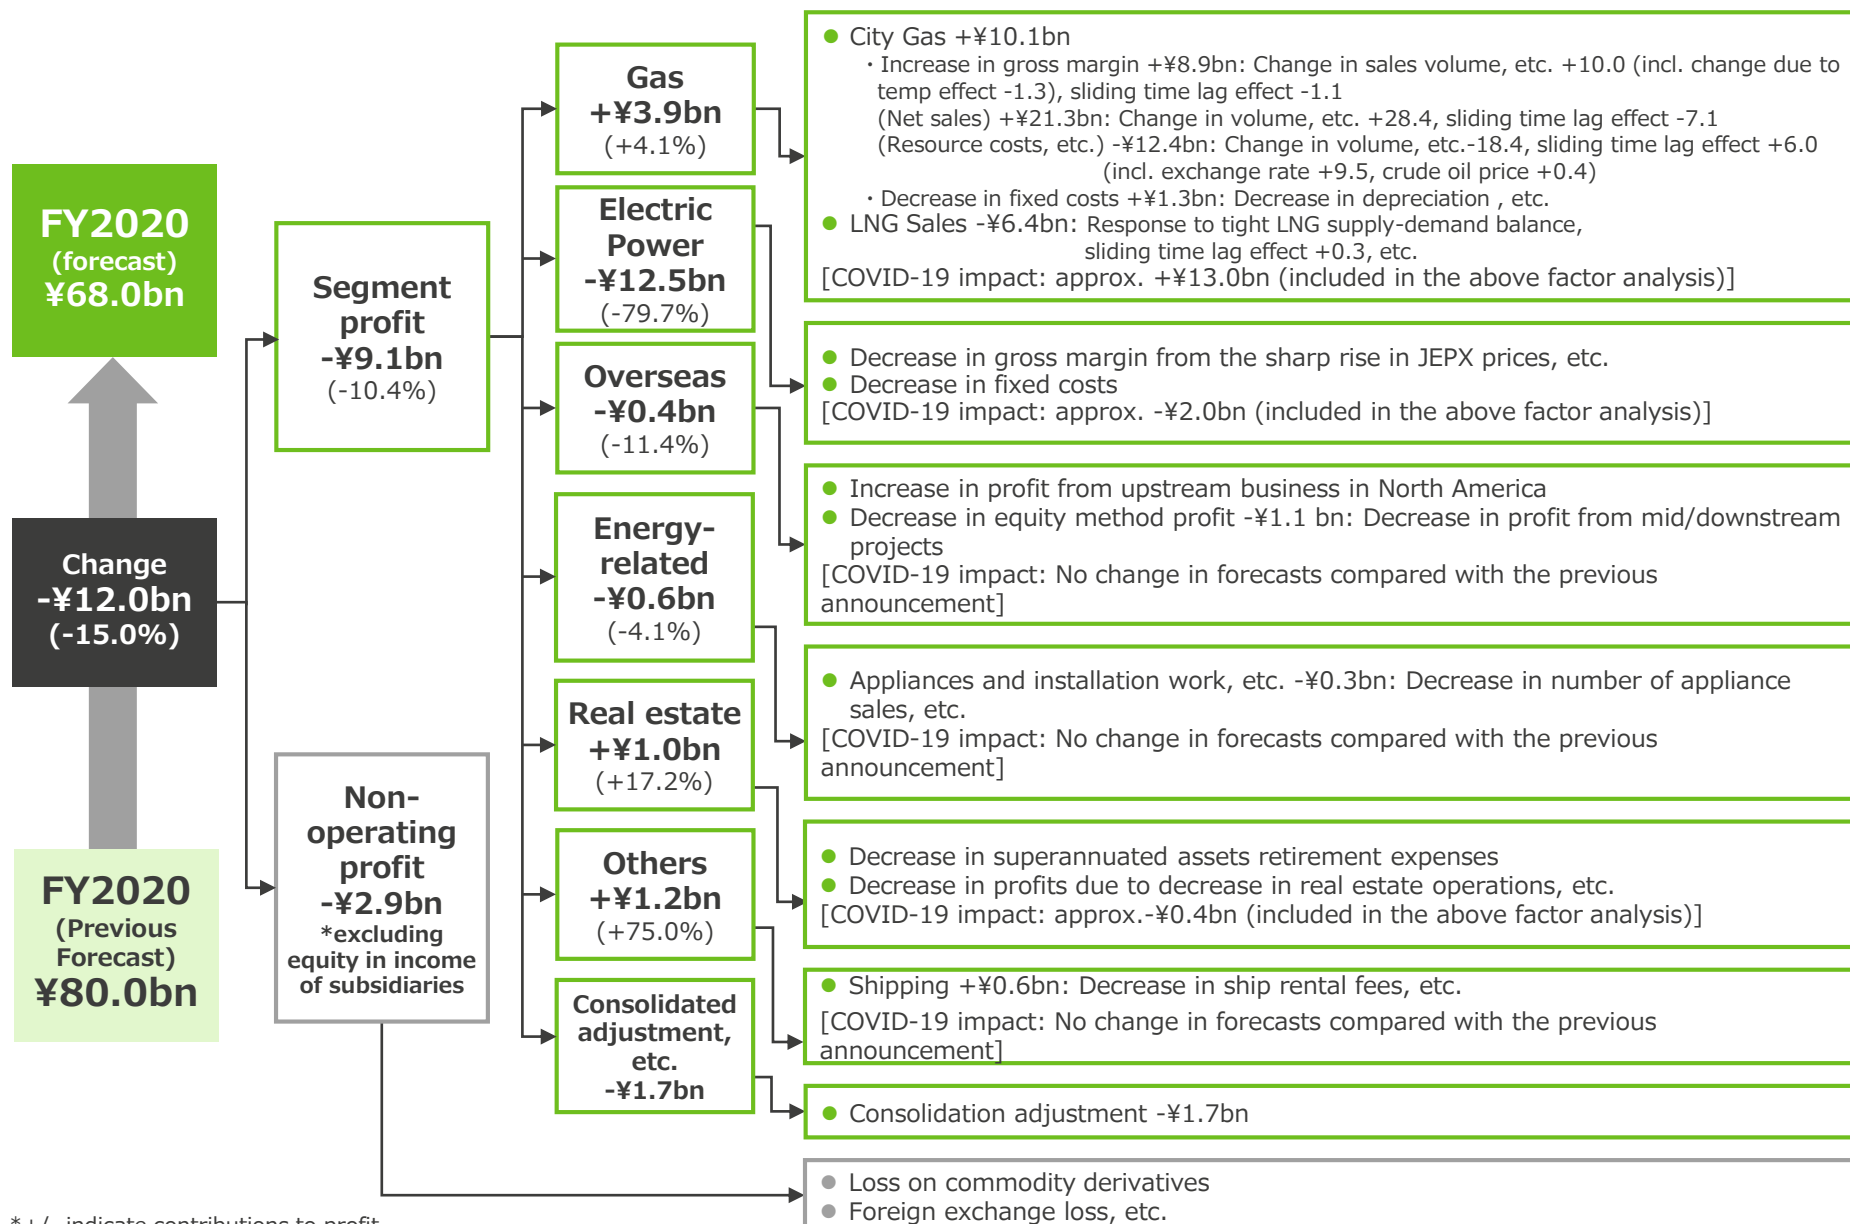 FY2020
(forecast)
¥68.0bn
Change
-¥12.0bn
(-15.0%)
FY2020
(Previous
Forecast)
¥80.0bn
Segment
profit
-¥9.1bn
(-10.4%)
Non-
operating
profit
-¥2.9bn
*excluding
equity in income
of subsidiaries
Gas
+¥3.9bn
(+4.1%)
Electric
Power
-¥12.5bn
(-79.7%)
Overseas
-¥0.4bn
(-11.4%)
Energy-
related
-¥0.6bn
(-4.1%)
Real estate
+¥1.0bn
(+17.2%)
Others
+¥1.2bn
(+75.0%)
Consolidated
adjustment,
etc.
-¥1.7bn
● City Gas +¥10.1bn
・Increase in gross margin +¥8.9bn: Change in sales volume, etc. +10.0 (incl. change due to
temp effect -1.3), sliding time lag effect -1.1
(Net sales) +¥21.3bn: Change in volume, etc. +28.4, sliding time lag effect -7.1
(Resource costs, etc.) -¥12.4bn: Change in volume, etc.-18.4, sliding time lag effect +6.0
(incl. exchange rate +9.5, crude oil price +0.4)
・Decrease in fixed costs +¥1.3bn: Decrease in depreciation , etc.
● LNG Sales -¥6.4bn: Response to tight LNG supply-demand balance,
sliding time lag effect +0.3, etc.
[COVID-19 impact: approx. +¥13.0bn (included in the above factor analysis)]
● Decrease in gross margin from the sharp rise in JEPX prices, etc.
● Decrease in fixed costs
[COVID-19 impact: approx. -¥2.0bn (included in the above factor analysis)]
● Increase in profit from upstream business in North America
● Decrease in equity method profit -¥1.1 bn: Decrease in profit from mid/downstream
projects
[COVID-19 impact: No change in forecasts compared with the previous
announcement]
● Appliances and installation work, etc. -¥0.3bn: Decrease in number of appliance
sales, etc.
[COVID-19 impact: No change in forecasts compared with the previous
announcement]
● Decrease in superannuated assets retirement expenses
● Decrease in profits due to decrease in real estate operations, etc.
[COVID-19 impact: approx.-¥0.4bn (included in the above factor analysis)]
● Shipping +¥0.6bn: Decrease in ship rental fees, etc.
[COVID-19 impact: No change in forecasts compared with the previous
announcement]
● Consolidation adjustment -¥1.7bn
● Loss on commodity derivatives
● Foreign exchange loss, etc.
*+/- indicate contributions to profit